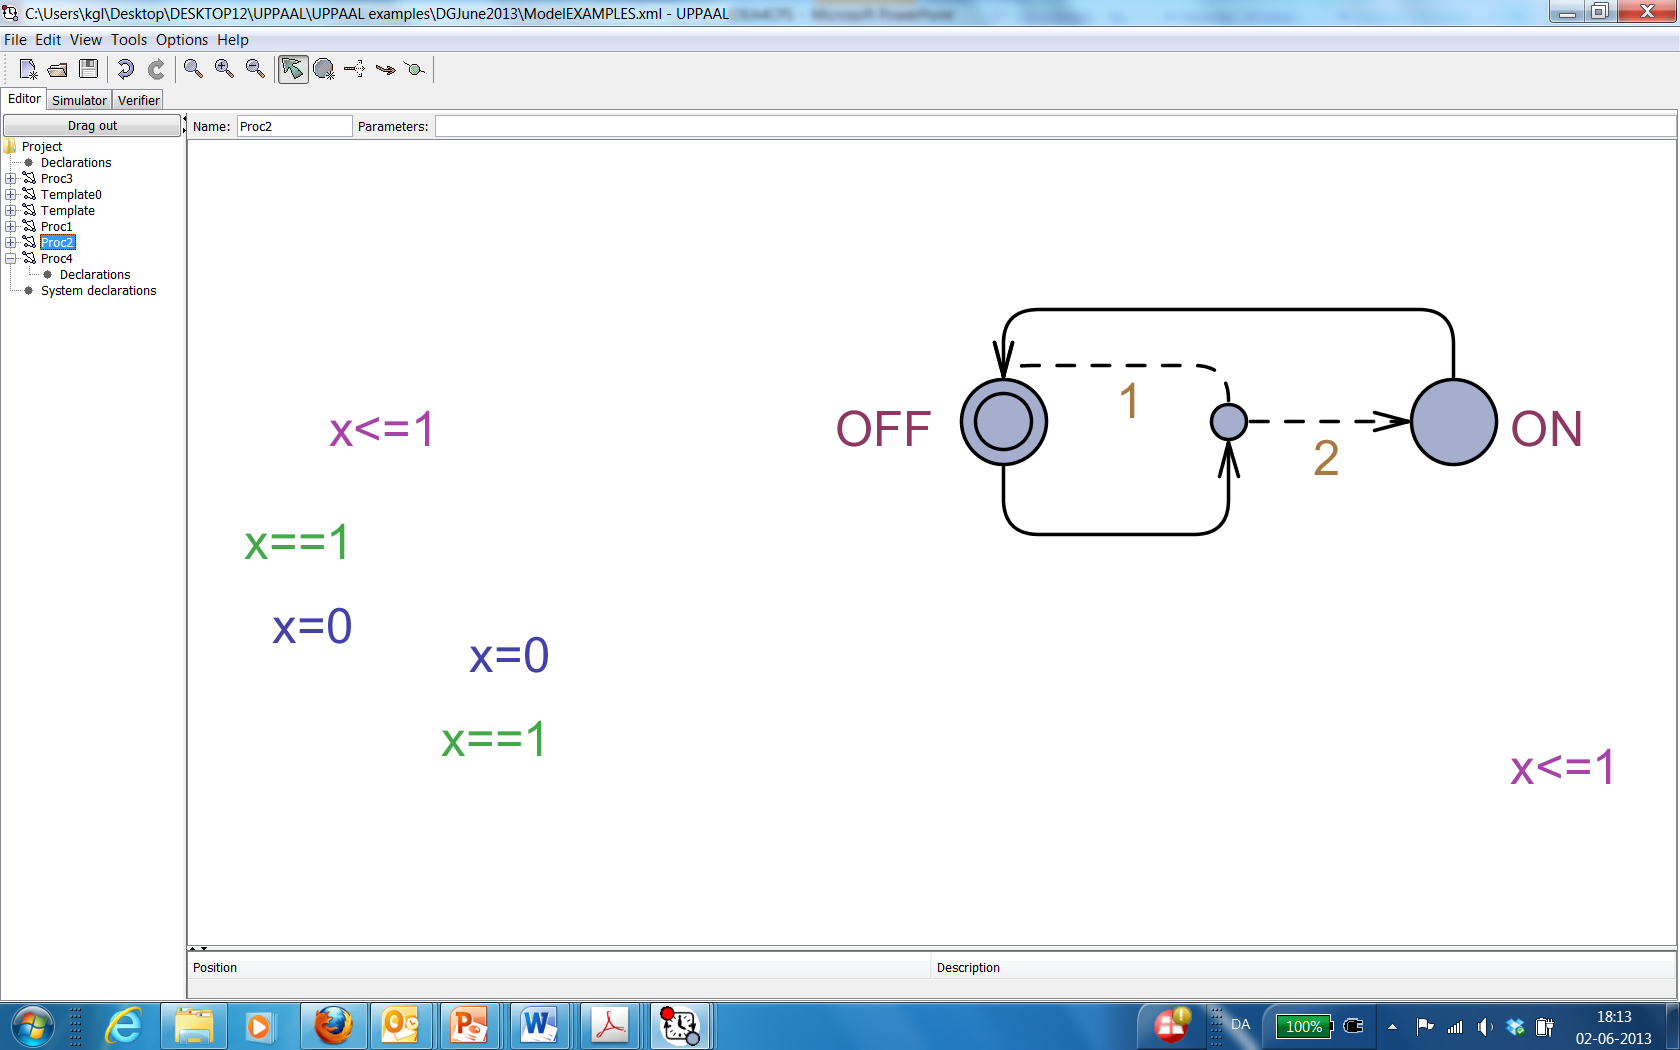 C:\Users\kgl\Desktop\DESKTOP12\UPPAAL\UPPAAL examples\DGJune2013\ModelEXAMPLES.xml - UPPAAL
File Edit View Tools Options Help
Editor Simulator Verifier
Drag out
Name: Proc2 Parameters:
Project
Declarations
Proc3
Template0
Template
Proc1
Proc2
Proc4
Declarations
System declarations
x<=1
x==1
x=0
x=0
x==1
OFF
1
2
ON
x<=1
Position Description
DA
100%
18:13
02-06-2013